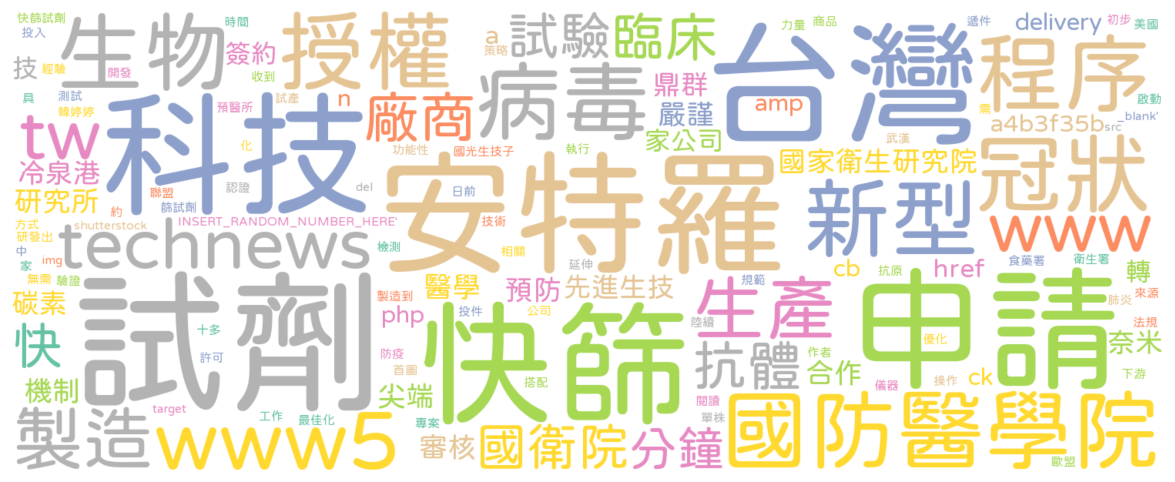 快篩試劑 時間 生物 授權 a 試驗 臨床 力量 商品 遞件 delivery 初步 美國
投入 簽約 策略 台灣 程序
技 經驗 開發 收到 病毒 鼎群 啟動
具 測試 預醫所 試產 n 廠商 嚴謹 amp 需 _blank'
韓婷婷 科技 家公司 a4b3f35b src
tw 化 功能性 國光生技子 執行 武漢
冷泉港 安特羅 國家衛生研究院 冠狀
研究所 聯盟 認證 del 日前 新型
約 篩試劑
方式 shutterstock INSERT_RANDOM_NUMBER_HERE' 技術 www
研發出 technews 檢測 相關
中 img 延伸 cb 抗原 href 食藥署 衛生署
家 轉
無需 驗證 試劑 製造到 醫學 預防 先進生技 規範 來源
碳素 php 投件 公司 生產 申請 肺炎
快 十多 快篩 陸續 法規
許可 防疫 抗體 作者 優化 奈米
機制 首圖 搭配 合作 下游
尖端 閱讀 儀器 操作 ck
製造 target 工作 最佳化 專案 單株 國防醫學院
www5 審核 國衛院 分鐘 歐盟